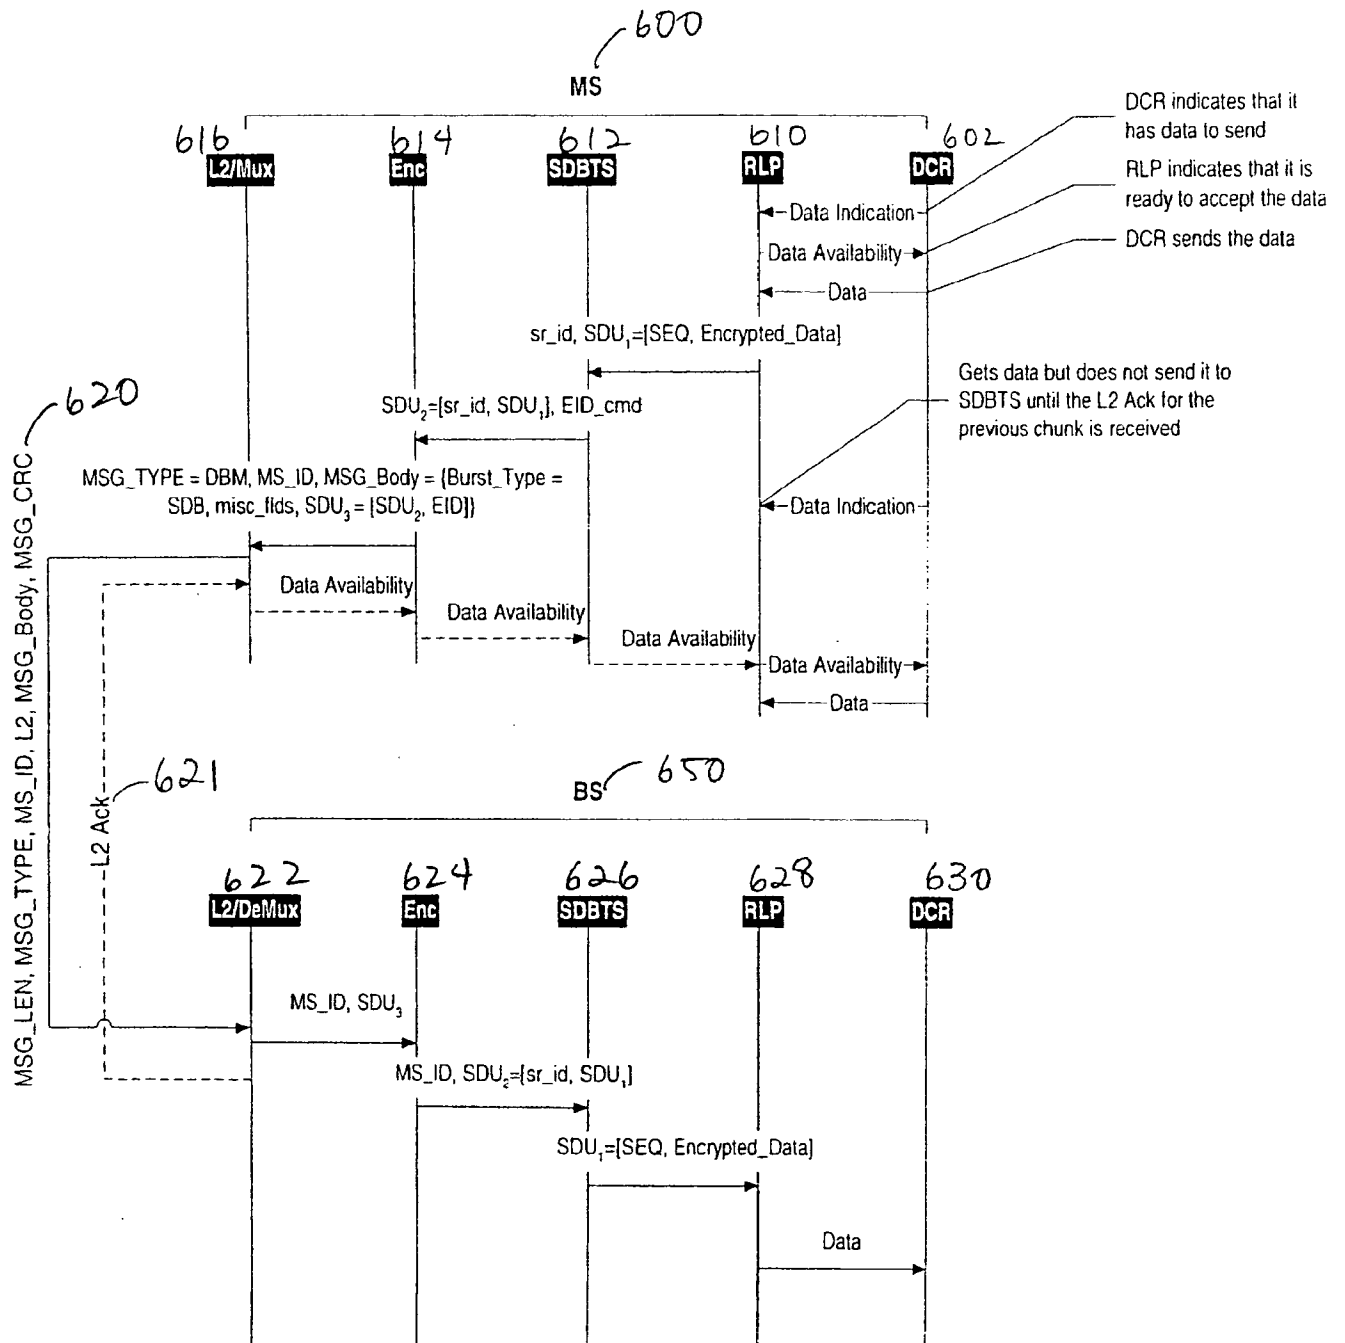 600
MS
616 614 612 610 602
L2/Mux Enc SDBTS RLP DCR
DCR indicates that it
has data to send
RLP indicates that it is
ready to accept the data
DCR sends the data
Data Indication
Data Availability
Data
sr_id, SDU₁=[SEQ, Encrypted_Data]
Gets data but does not send it to
SDBTS until the L2 Ack for the
previous chunk is received
620
SDU₂=[sr_id, SDU₁], EID_cmd
MSG_TYPE = DBM, MS_ID, MSG_Body = {Burst_Type =
SDB, misc_flds, SDU₃ = [SDU₂, EID]}
Data Indication
Data Availability
Data Availability
Data Availability
Data Availability
Data
MSG_LEN, MSG_TYPE, MS_ID, L2, MSG_Body, MSG_CRC
L2 Ack
621
BS
650
622 624 626 628 630
L2/DeMux Enc SDBTS RLP DCR
MS_ID, SDU₃
MS_ID, SDU₂=[sr_id, SDU₁]
SDU₁=[SEQ, Encrypted_Data]
Data